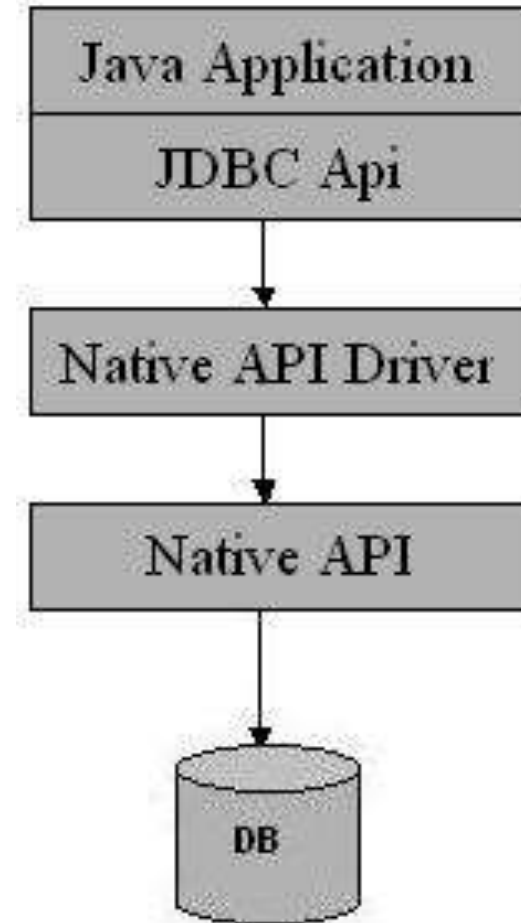 Java Application
JDBC Api
Native API Driver
Native API
DB